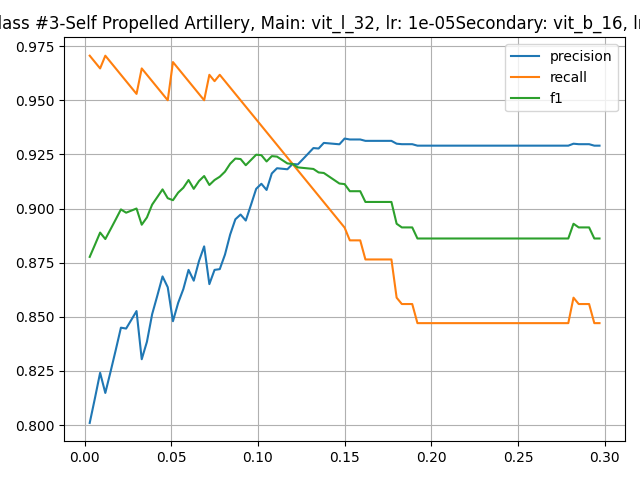 lass #3-Self Propelled Artillery, Main: vit_l_32, lr: 1e-05Secondary: vit_b_16, l
precision
recall
f1
0.975
0.950
0.925
0.900
0.875
0.850
0.825
0.800
0.00 0.05 0.10 0.15 0.20 0.25 0.30